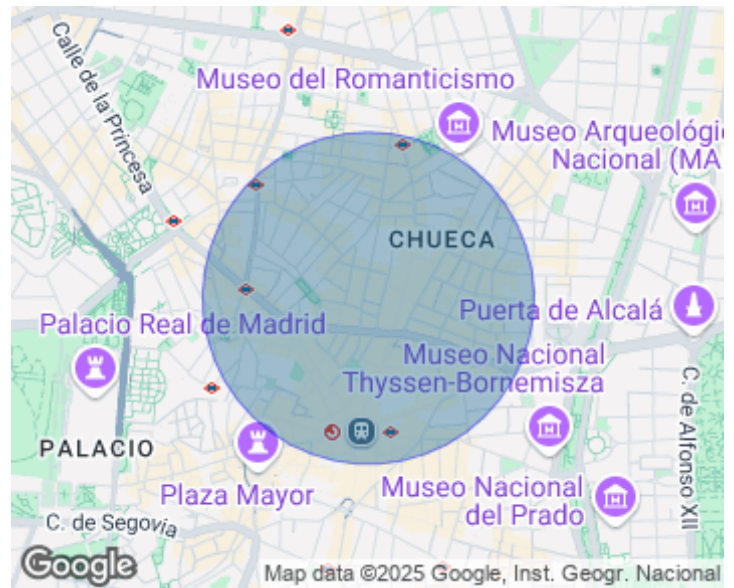 Calle de la Princesa
Museo del Romanticismo
Museo Arqueológi
Nacional (MA
CHUECA
Puerta de Alcalá
Palacio Real de Madrid
Museo Nacional
Thyssen-Bornemisza
C. de Alfonso XII
PALACIO
Plaza Mayor
Museo Nacional
del Prado
C. de Segovia
Google
Map data ©2025 Google, Inst. Geogr. Nacional